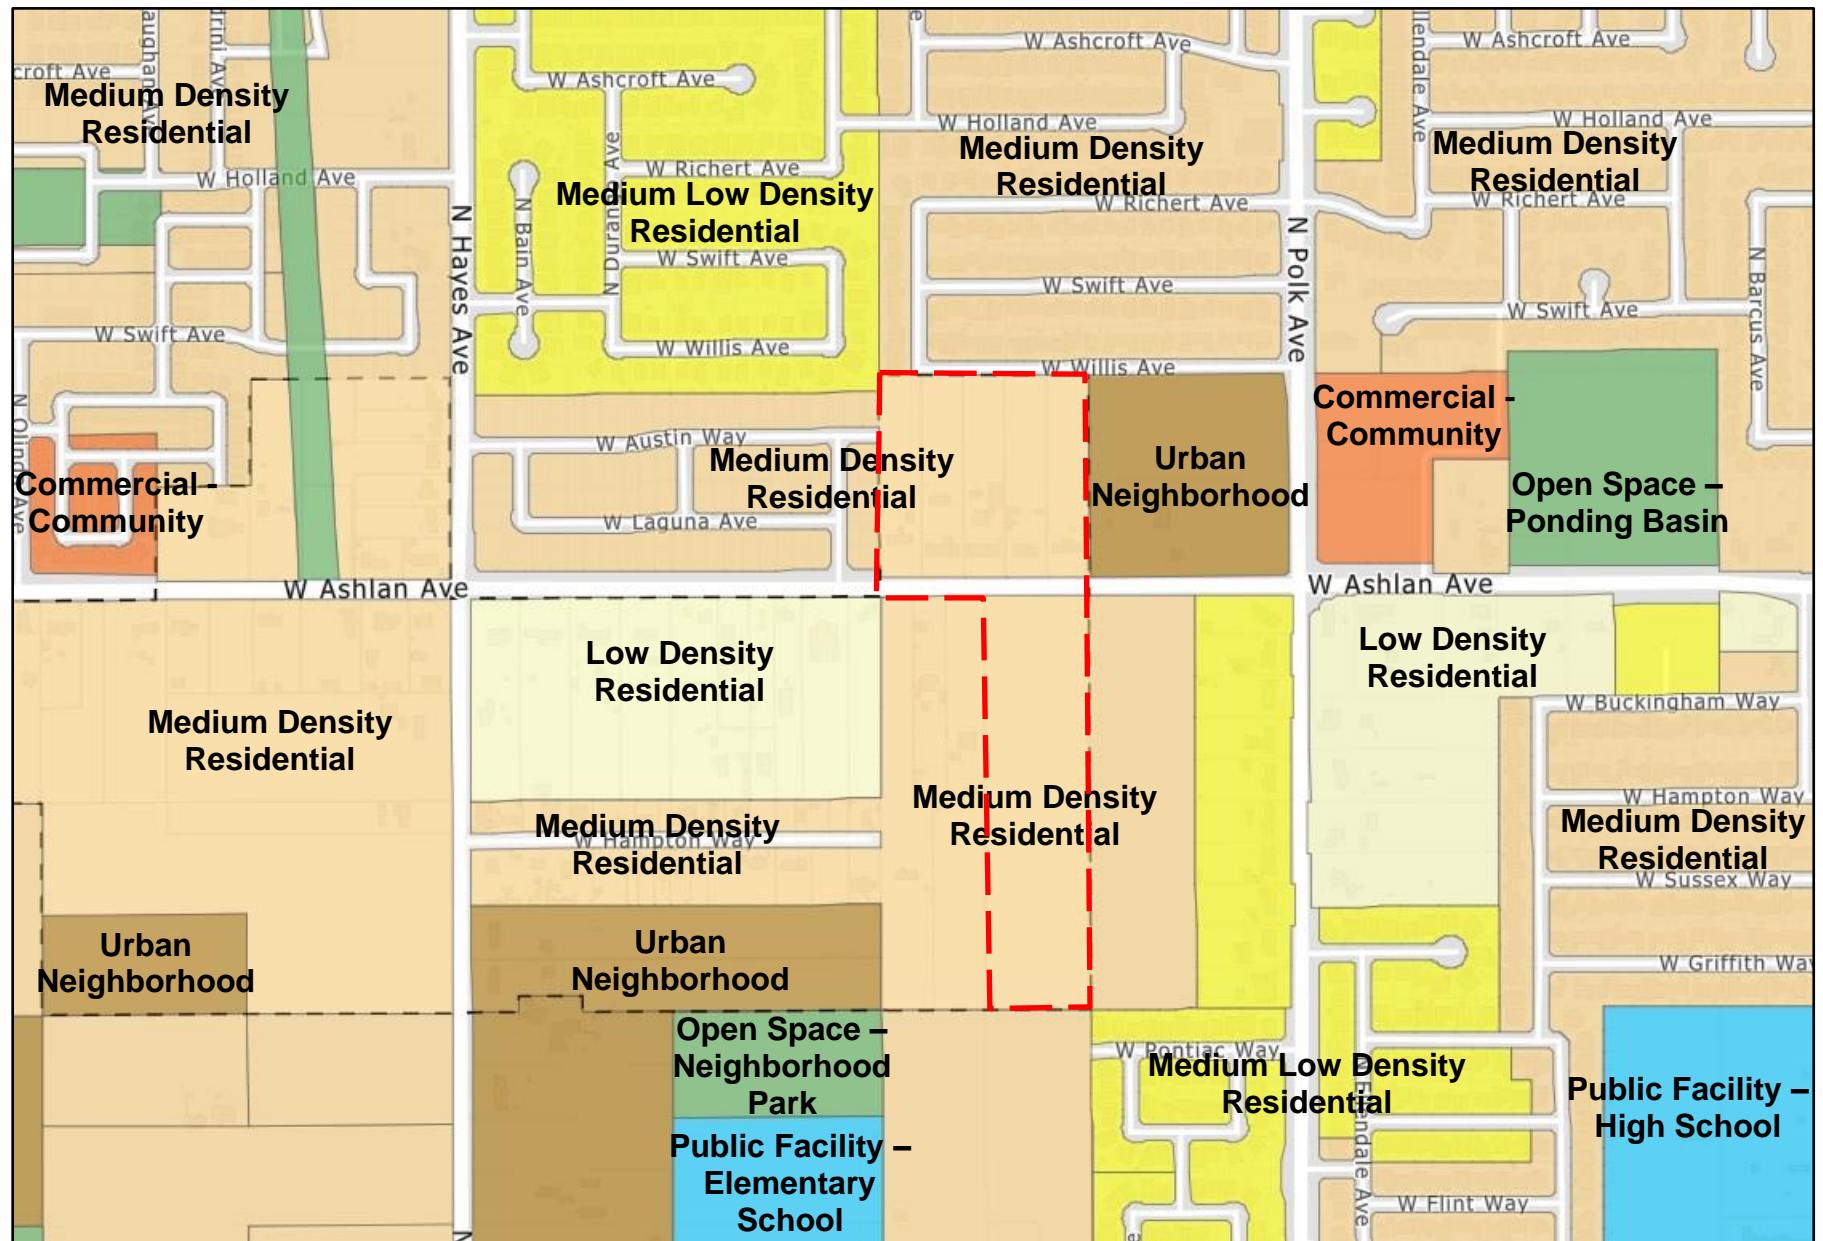 W Ashcroft Ave
W Ashcroft Ave
croft Ave
W Ashcroft Ave
Medium Density
Residential
W Holland Ave
W Holland Ave
Medium Density
Residential
Medium Density
Residential
W Richert Ave
W Holland Ave
Medium Low Density
Residential
W Richert Ave
W Richert Ave
N Hayes Ave
N Bain Ave
N Polk Ave
N Barcus Ave
W Swift Ave
W Swift Ave
W Swift Ave
W Swift Ave
W Willis Ave
W Willis Ave
Commercial -
Community
W Austin Way
Medium Density
Residential
Urban
Neighborhood
Commercial -
Community
Open Space –
Ponding Basin
W Laguna Ave
W Ashlan Ave
W Ashlan Ave
Low Density
Residential
Low Density
Residential
Medium Density
Residential
W Buckingham Way
Medium Density
Residential
W Hampton Way
Medium Density
Residential
W Hampton Way
Medium Density
Residential
W Sussex Way
Urban
Neighborhood
Urban
Neighborhood
W Griffith Way
Open Space –
Neighborhood
Park
W Pontiac Way
Medium Low Density
Residential
Public Facility –
High School
Public Facility –
Elementary
School
W Flint Way
N